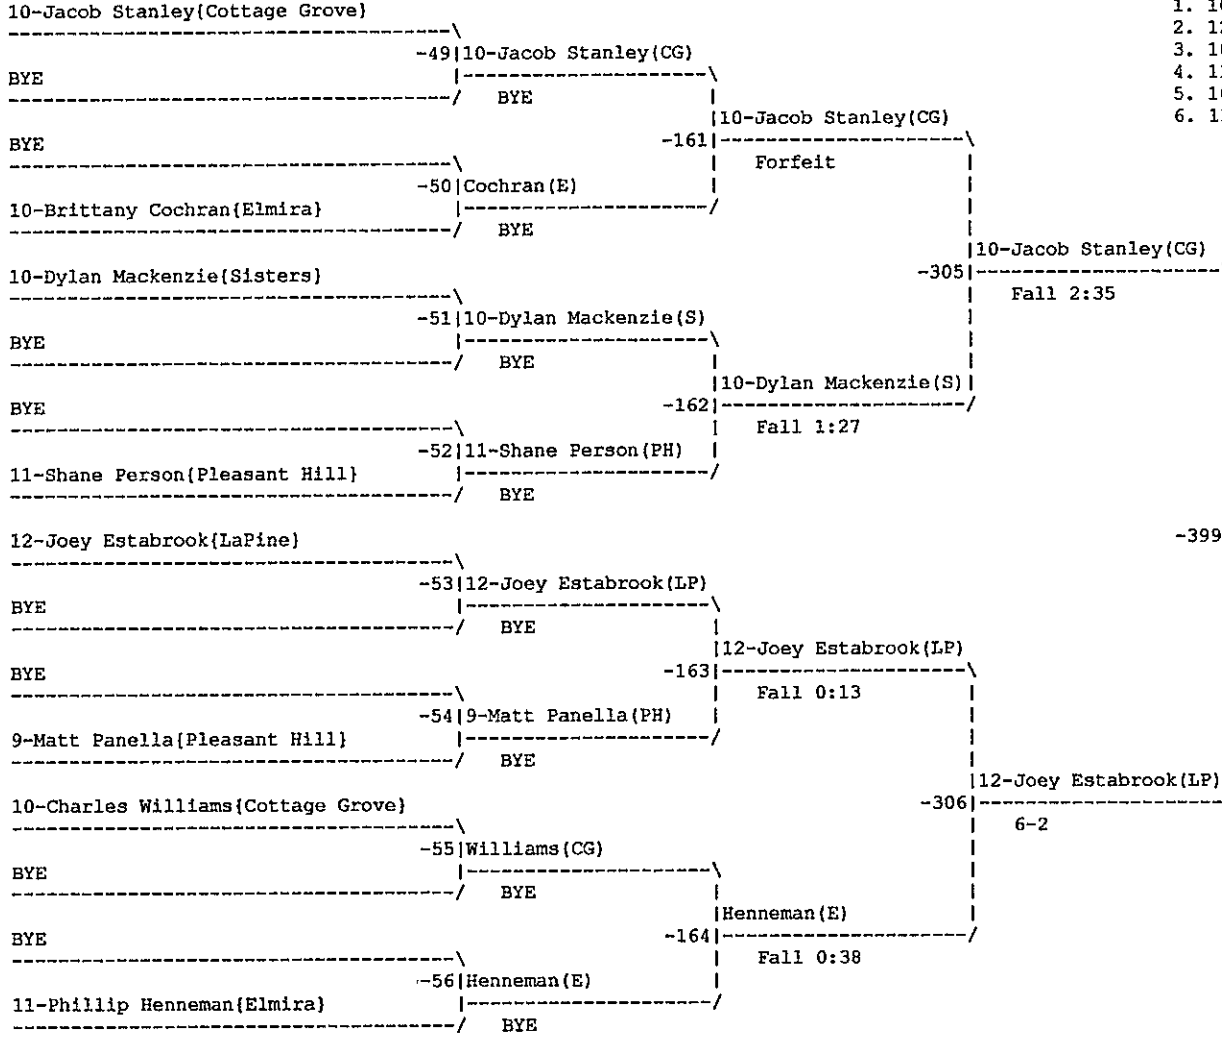 10-Jacob Stanley{Cottage Grove}
-49 10-Jacob Stanley(CG)
BYE
BYE
10-Jacob Stanley(CG)
BYE
-161
Forfeit
-50 Cochran(E)
10-Brittany Cochran{Elmira}
BYE
10-Jacob Stanley(CG)
10-Dylan Mackenzie{Sisters}
-305
Fall 2:35
-51 10-Dylan Mackenzie(S)
BYE
BYE
10-Dylan Mackenzie(S)
BYE
-162
Fall 1:27
-52 11-Shane Person(PH)
11-Shane Person{Pleasant Hill}
BYE
12-Joey Estabrook{LaPine}
-399
-53 12-Joey Estabrook(LP)
BYE
BYE
12-Joey Estabrook(LP)
BYE
-163
Fall 0:13
-54 9-Matt Panella(PH)
9-Matt Panella{Pleasant Hill}
BYE
12-Joey Estabrook(LP)
10-Charles Williams{Cottage Grove}
-306
6-2
-55 Williams(CG)
BYE
BYE
Henneman(E)
BYE
-164
Fall 0:38
-56 Henneman(E)
11-Phillip Henneman{Elmira}
BYE
1.
2.
3.
4.
5.
6.